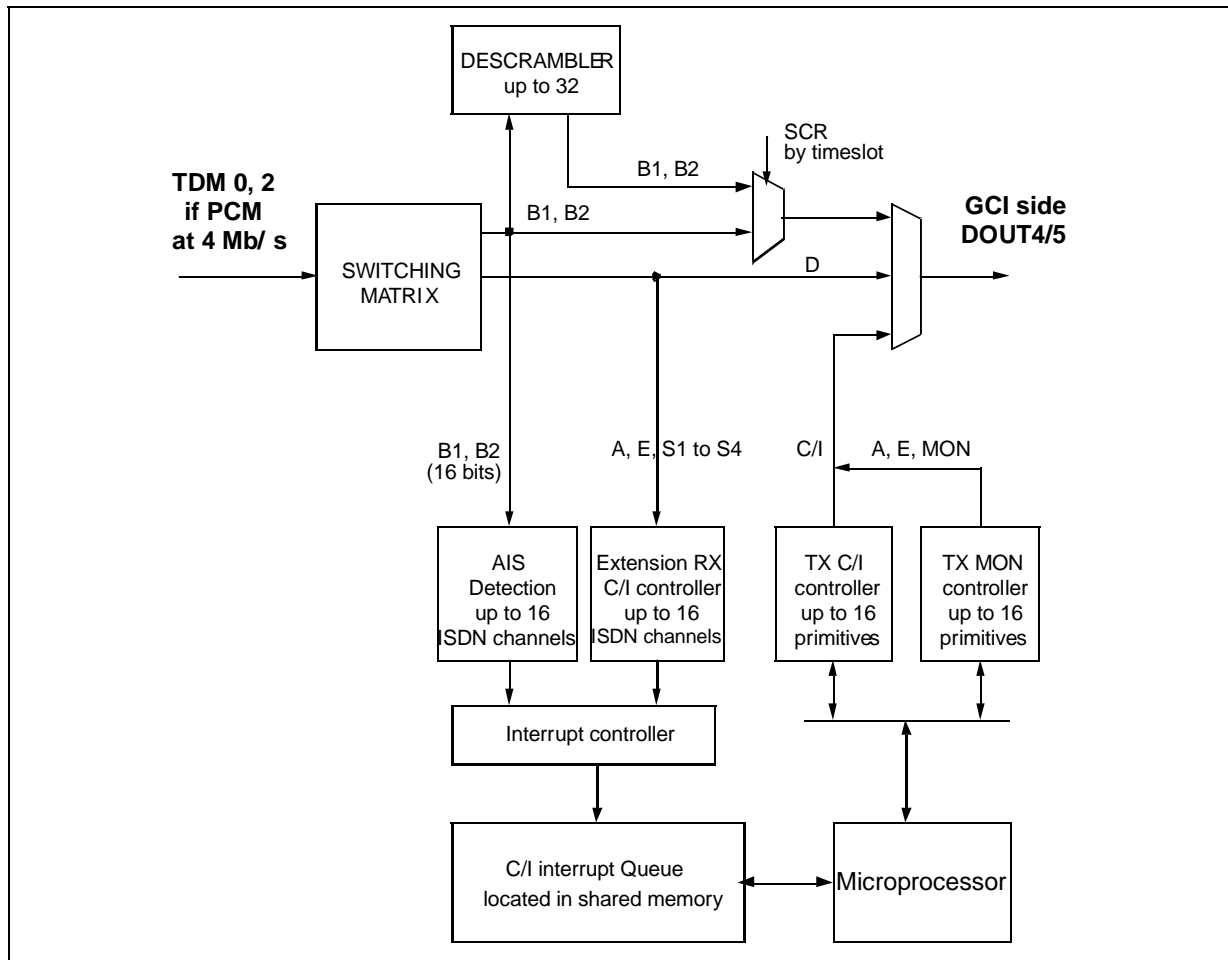 DESCRAMBLER
up to 32
SCR
by timeslot
B1, B2
TDM 0, 2
if PCM
at 4 Mb/ s
B1, B2
GCI side
DOUT4/5
SWITCHING
MATRIX
D
B1, B2
(16 bits)
A, E, S1 to S4
C/I
A, E, MON
AIS
Detection
up to 16
ISDN channels
Extension RX
C/I controller
up to 16
ISDN channels
TX C/I
controller
up to 16
primitives
TX MON
controller
up to 16
primitives
Interrupt controller
C/I interrupt Queue
located in shared memory
Microprocessor